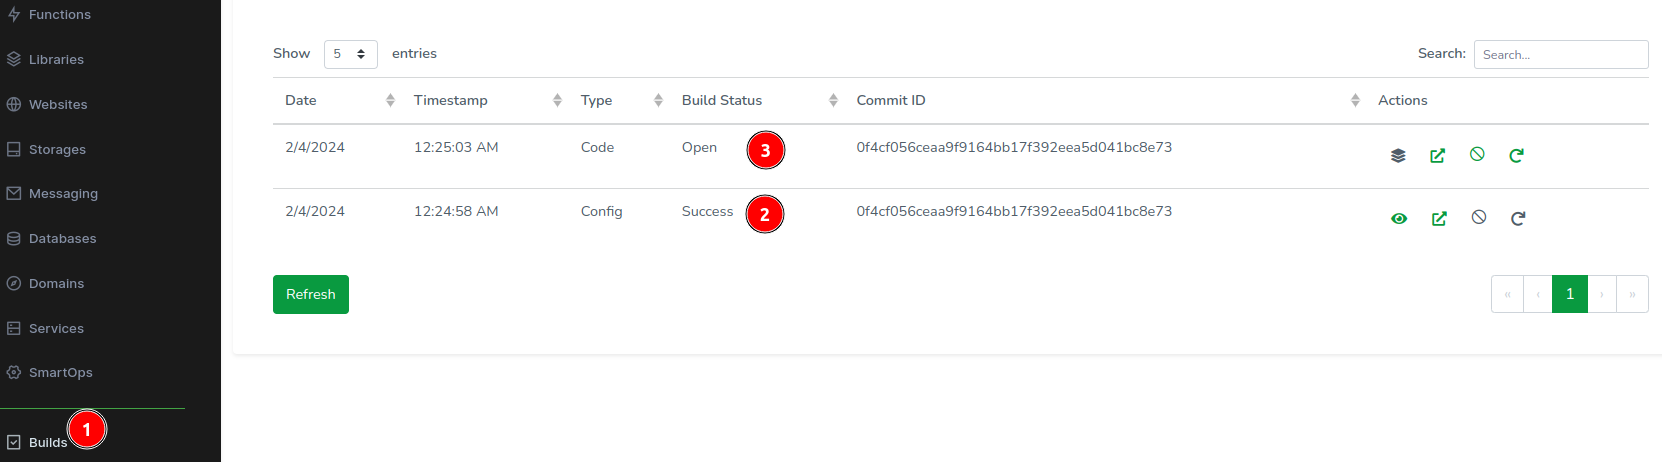 Functions
Libraries
Websites
Storages
Messaging
Databases
Domains
Services
SmartOps
Builds 1
Show 5 entries Search: Search...
Date Timestamp Type Build Status Commit ID Actions
2/4/2024 12:25:03 AM Code Open 3 0f4cf056ceaa9f9164bb17f392eea5d041bc8e73
2/4/2024 12:24:58 AM Config Success 2 0f4cf056ceaa9f9164bb17f392eea5d041bc8e73
Refresh « ‹ 1 › »